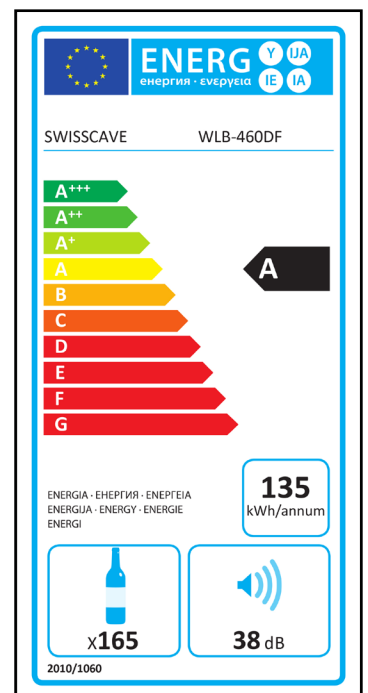 ENERG
енергия · ενεργεια
Y IJA
IE IA
SWISSCAVE WLB-460DF
A+++
A++
A+
A
A
B
C
D
E
F
G
ENERGIA · ЕНЕРГИЯ · ΕΝΕΡΓΕΙΑ
ENERGIJA · ENERGY · ENERGIE
ENERGI
135
kWh/annum
X165
38 dB
2010/1060